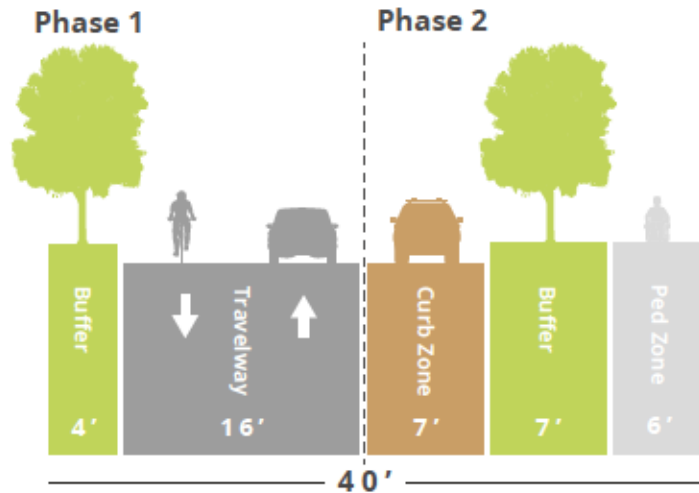 Phase 1
Phase 2
Buffer
Travelway
Curb Zone
Buffer
Ped Zone
4'
16'
7'
7'
6'
40'